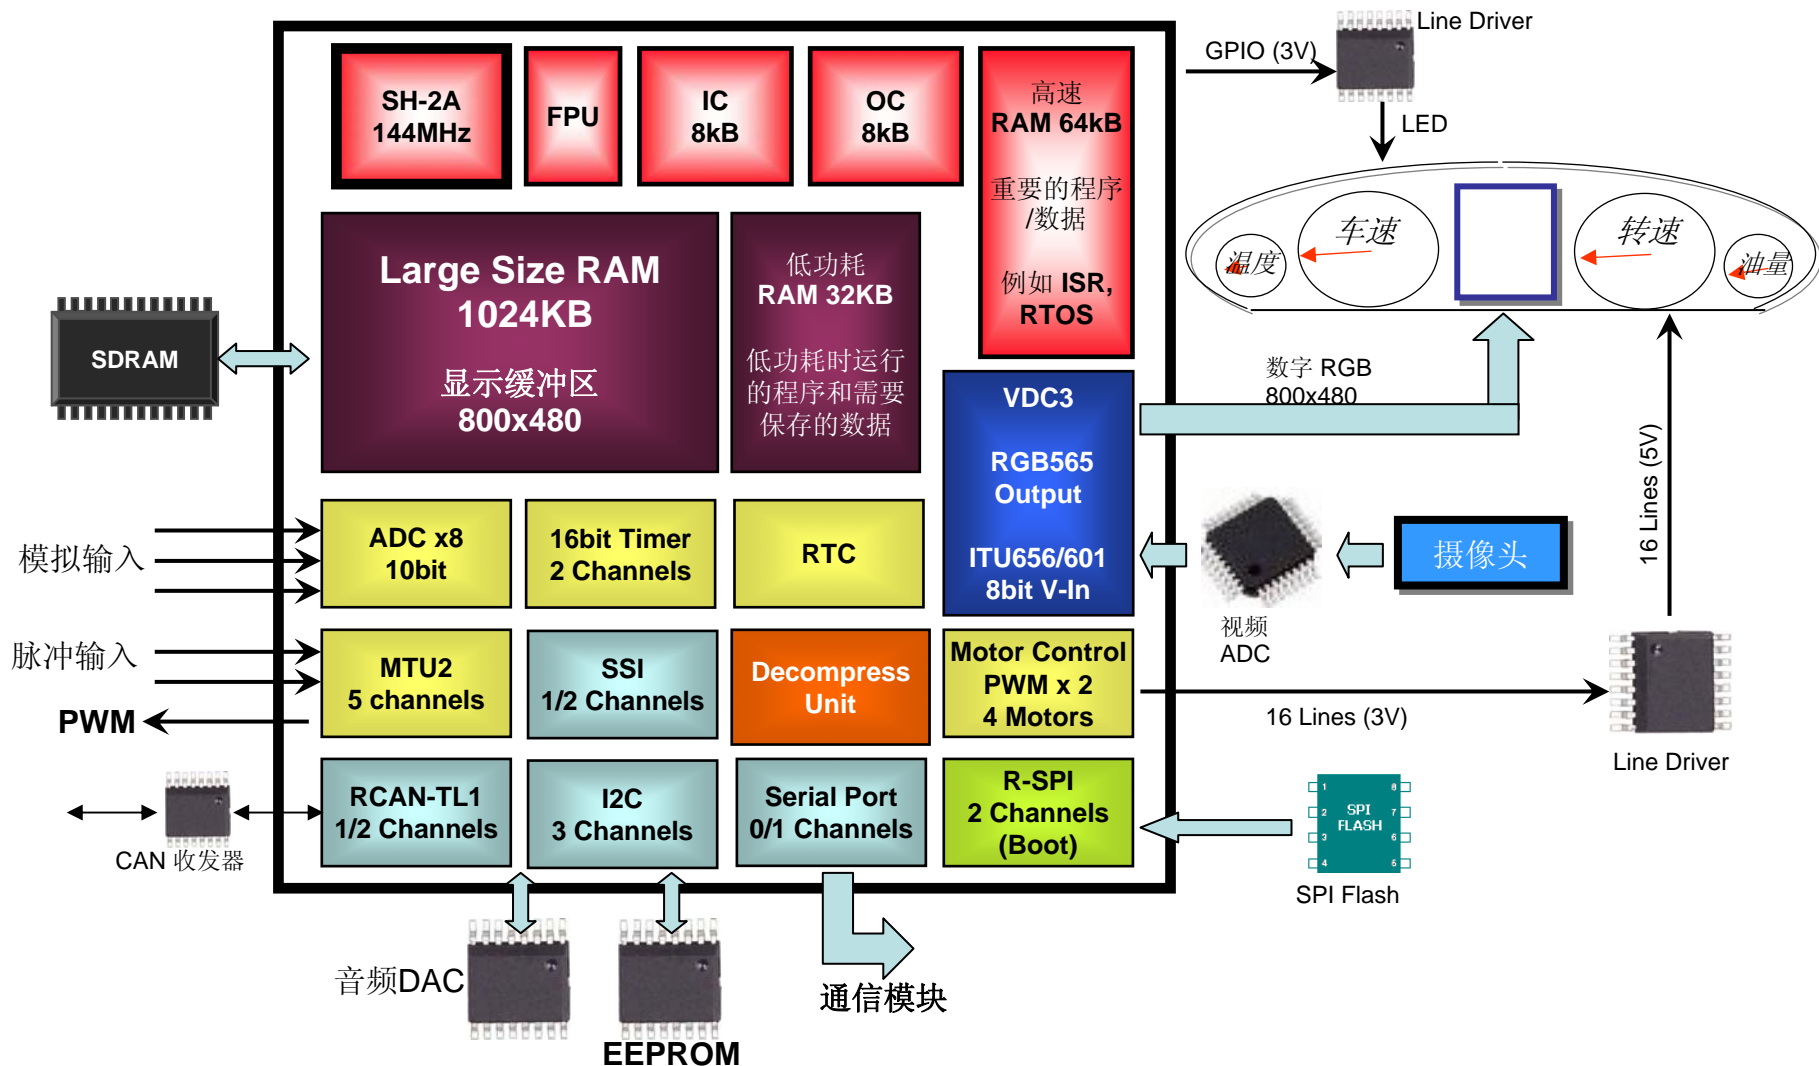 SH-2A
144MHz
FPU
IC
8kB
OC
8kB
高速
RAM 64kB
重要的程序
/数据
例如 ISR,
RTOS
GPIO (3V)
Line Driver
LED
温度
车速
转速
油量
Large Size RAM
1024KB
显示缓冲区
800x480
低功耗
RAM 32KB
低功耗时运行
的程序和需要
保存的数据
SDRAM
VDC3
RGB565
Output
ITU656/601
8bit V-In
数字 RGB
800x480
16 Lines (5V)
模拟输入
ADC x8
10bit
16bit Timer
2 Channels
RTC
视频
ADC
摄像头
脉冲输入
PWM
MTU2
5 channels
SSI
1/2 Channels
Decompress
Unit
Motor Control
PWM x 2
4 Motors
16 Lines (3V)
Line Driver
CAN 收发器
RCAN-TL1
1/2 Channels
I2C
3 Channels
Serial Port
0/1 Channels
R-SPI
2 Channels
(Boot)
1
2
3
4
SPI
FLASH
8
7
6
5
SPI Flash
音频DAC
EEPROM
通信模块